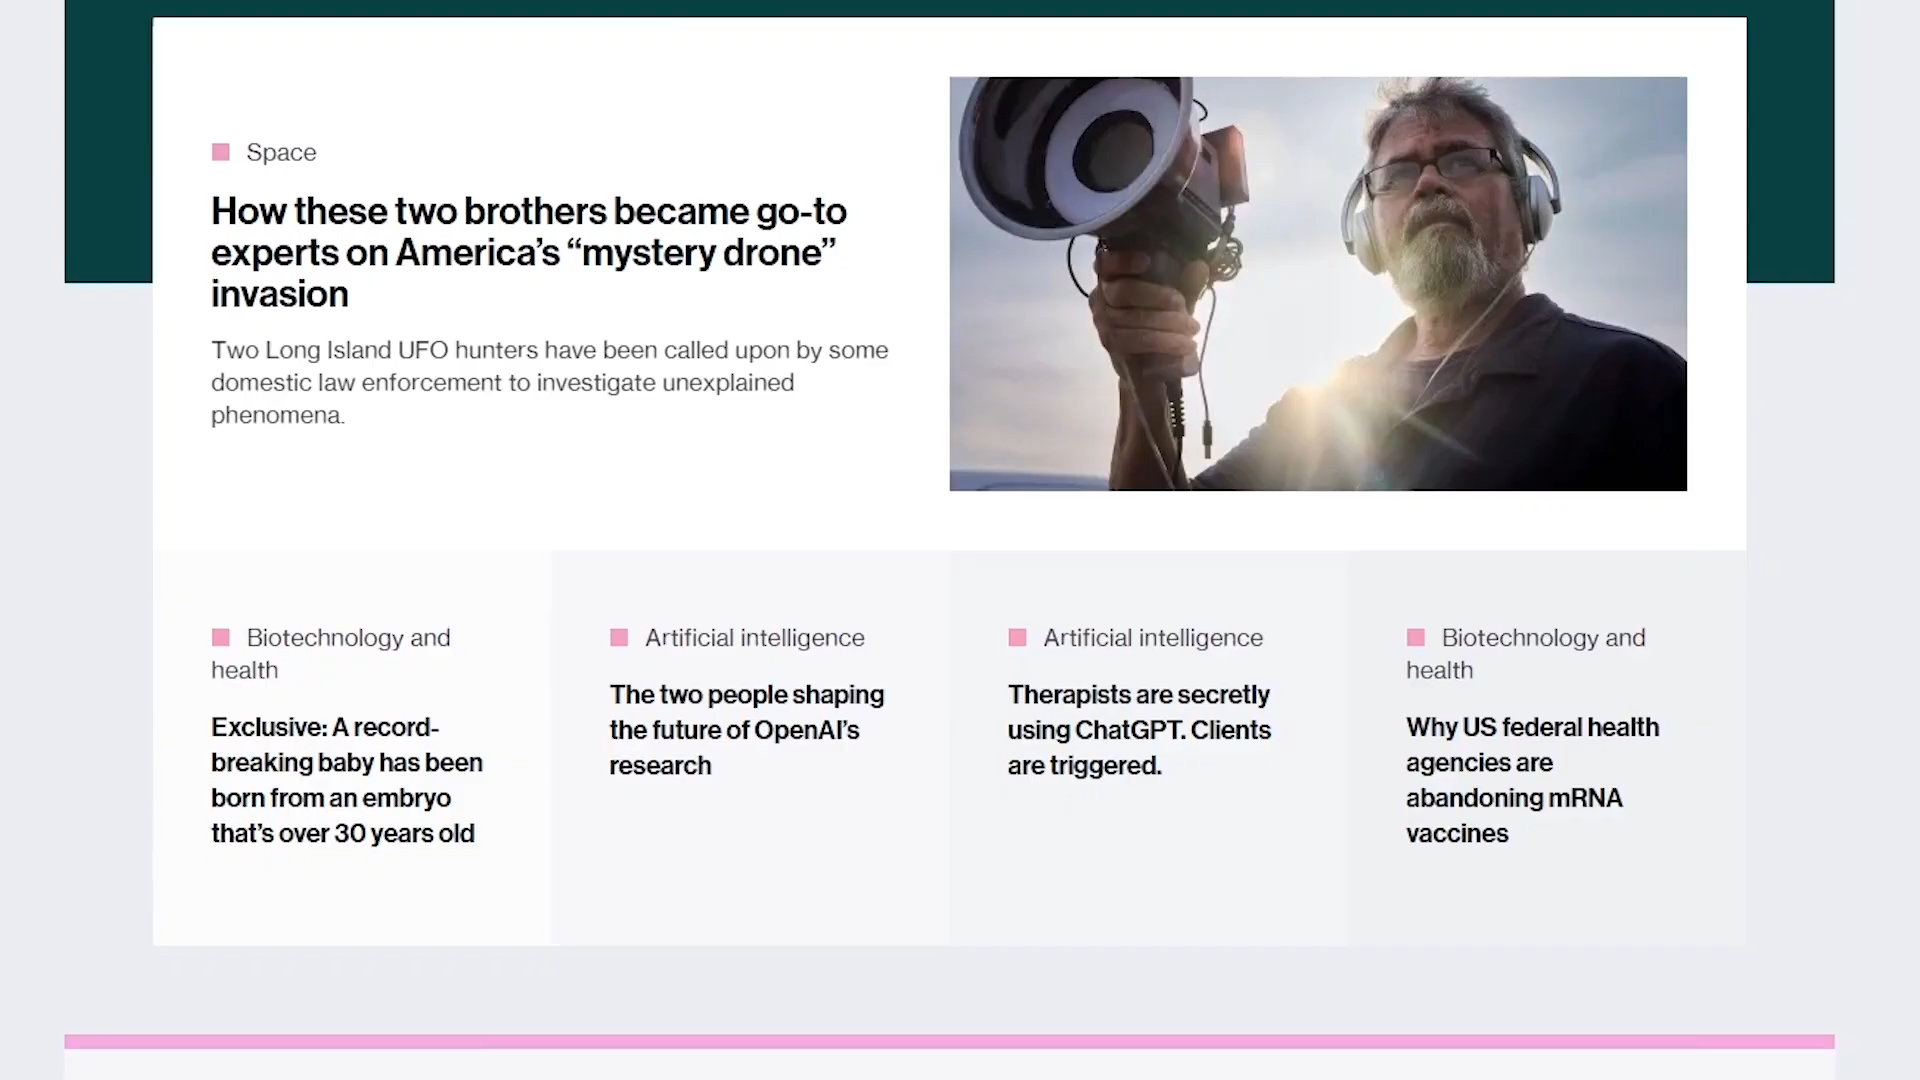 Space
How these two brothers became go-to
experts on America’s “mystery drone”
invasion
Two Long Island UFO hunters have been called upon by some
domestic law enforcement to investigate unexplained
phenomena.
Biotechnology and
health
Exclusive: A record-
breaking baby has been
born from an embryo
that’s over 30 years old
Artificial intelligence
The two people shaping
the future of OpenAI’s
research
Artificial intelligence
Therapists are secretly
using ChatGPT. Clients
are triggered.
Biotechnology and
health
Why US federal health
agencies are
abandoning mRNA
vaccines